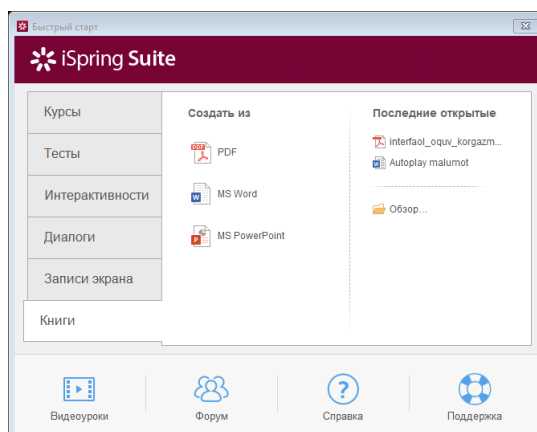 Быстрый старт
iSpring Suite
Курсы
Тесты
Интерактивности
Диалоги
Записи экрана
Книги
Создать из
PDF
MS Word
MS PowerPoint
Последние открытые
interfaol_oquv_korgazm...
Autoplay malumot
Обзор...
Видеоуроки
Форум
Справка
Поддержка